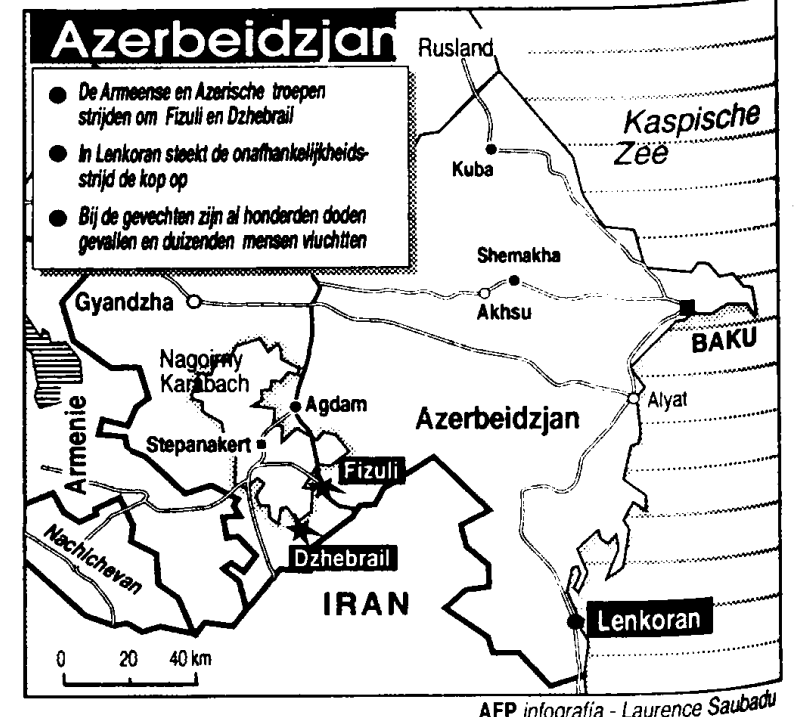 Azerbeidzjan
De Armeense en Azerische troepen
strijden om Fizuli en Dzhebrail
In Lenkoran steekt de onafhankelijkheids-
strijd de kop op
Bij de gevechten zijn al honderden doden
gevallen en duizenden mensen vluchtten
Rusland
Kaspische
Zee
Kuba
Shemakha
Akhsu
Gyandzha
BAKU
Nagorny
Karabach
Agdam
Azerbeidzjan
Alyat
Armenie
Stepanakert
Fizuli
Nachichevan
Dzhebrail
IRAN
Lenkoran
0 20 40 km
AFP infografia - Laurence Saubadu